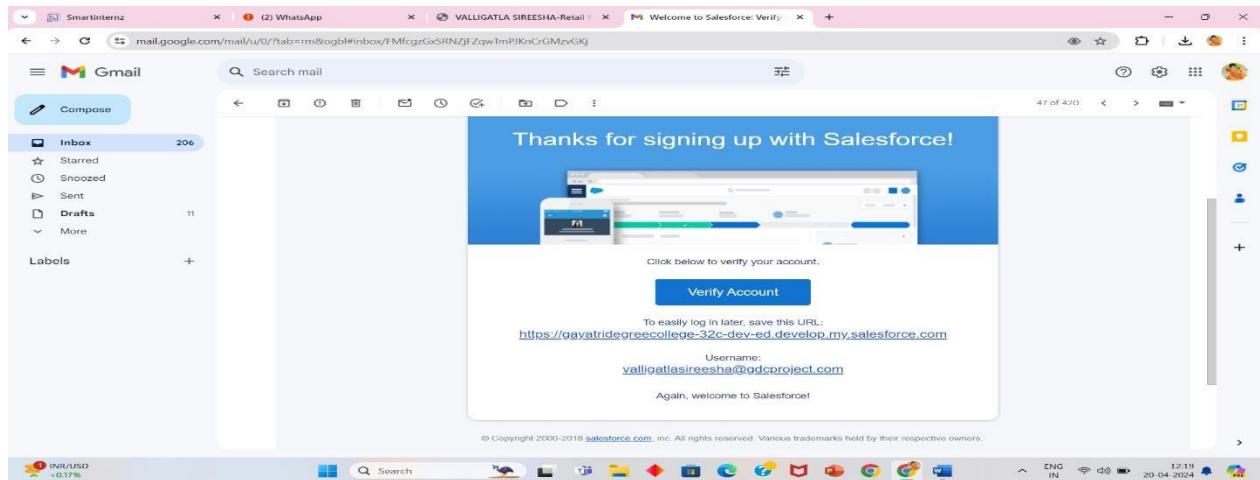 Smartinternz
(2) WhatsApp
VALLIGATLA SIREESHA-Retail
Welcome to Salesforce: Verify
mail.google.com/mail/u/0/?tab=rm&ogbl#inbox/FMfcgzGxSRNZjFZqwTmPJKnCrGMzvGKj
Gmail
Search mail
Compose
47 of 420
Inbox 206
Starred
Snoozed
Sent
Drafts 11
More
Labels
Thanks for signing up with Salesforce!
Click below to verify your account.
Verify Account
To easily log in later, save this URL:
https://gayatridegreecollege-32c-dev-ed.develop.my.salesforce.com
Username:
valligatlasireesha@gdcproject.com
Again, welcome to Salesforce!
© Copyright 2000-2018 salesforce.com, inc. All rights reserved. Various trademarks held by their respective owners.
INR/USD
+0.17%
Search
ENG
IN
12:19
20-04-2024